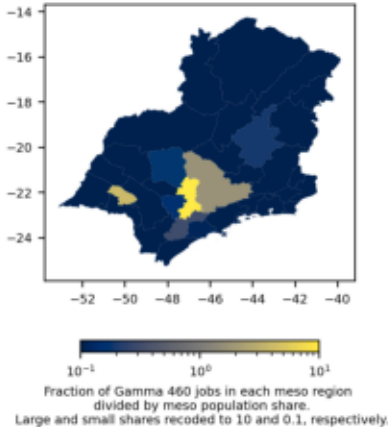 −14
−16
−18
−20
−22
−24
−52 −50 −48 −46 −44 −42 −40
10⁻¹ 10⁰ 10¹
Fraction of Gamma 460 jobs in each meso region
divided by meso population share.
Large and small shares recoded to 10 and 0.1, respectively.